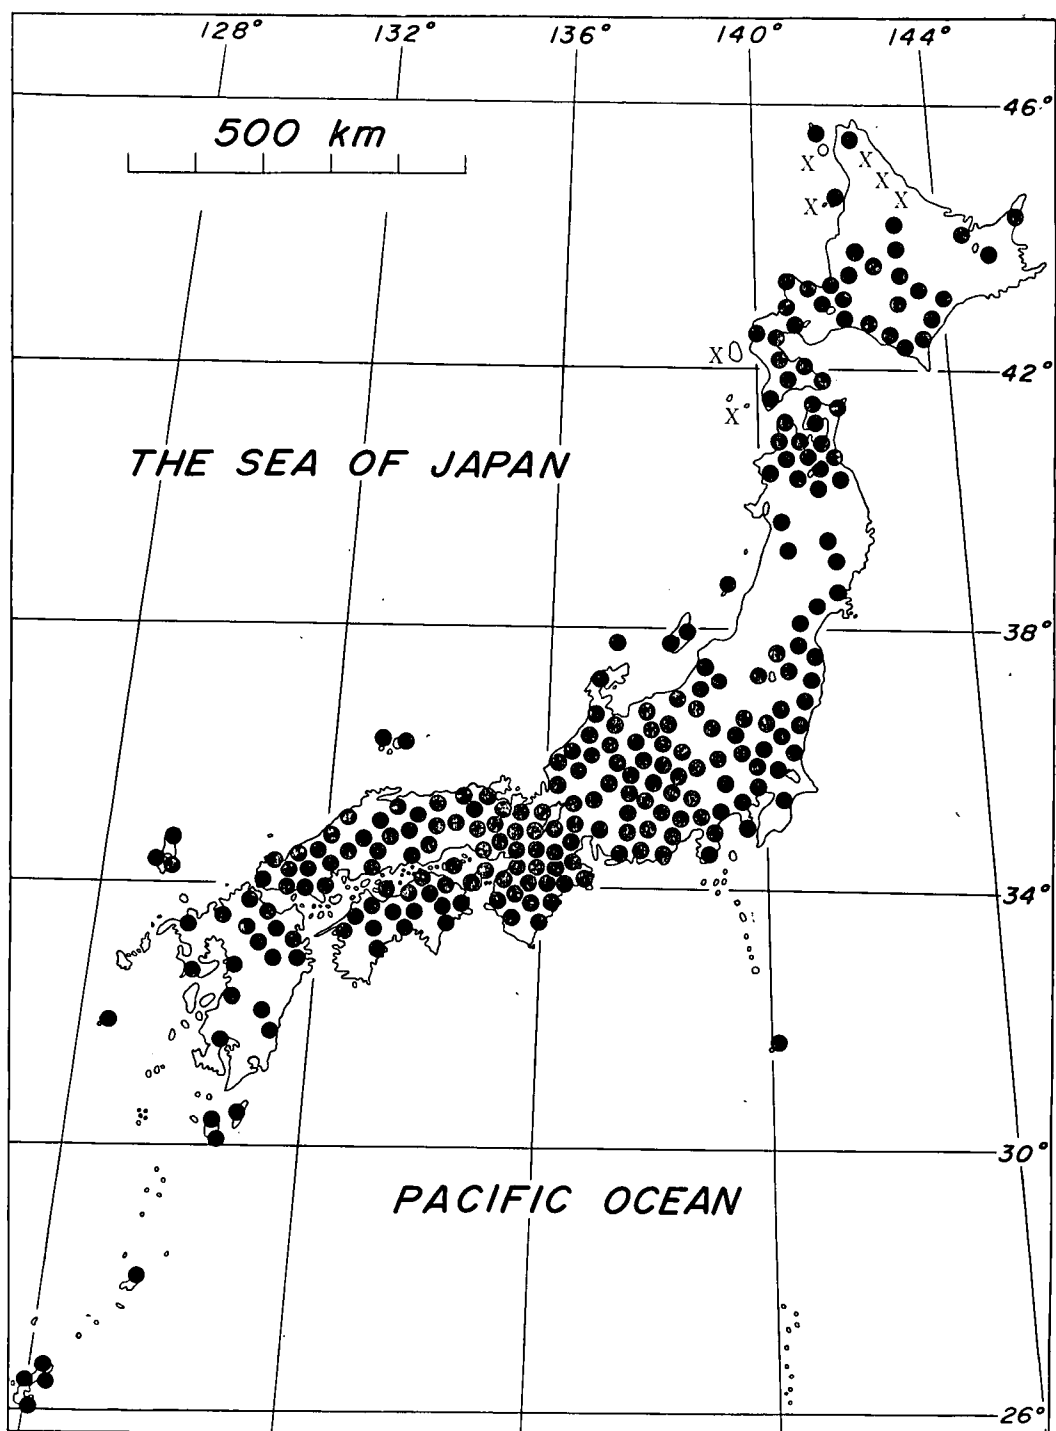 128° 132° 136° 140° 144°
46°
500 km
X X
X
X X
42°
X
X
THE SEA OF JAPAN
38°
34°
30°
PACIFIC OCEAN
26°